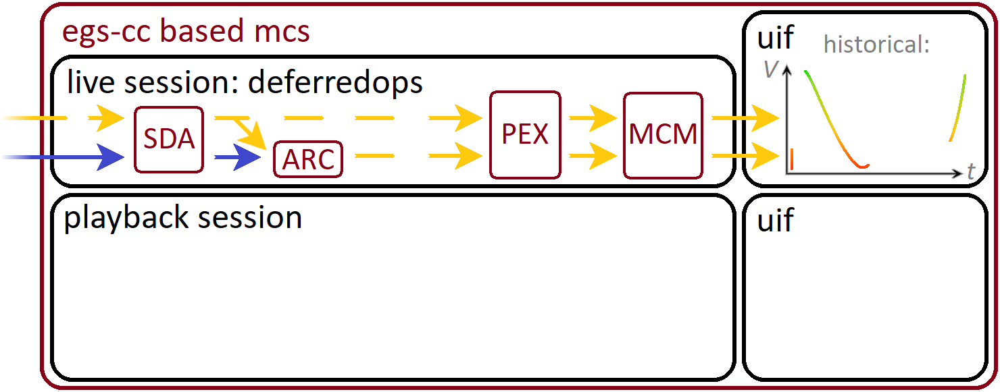 egs-cc based mcs
uif
historical:
V
t
live session: deferredops
SDA
ARC
PEX
MCM
playback session
uif